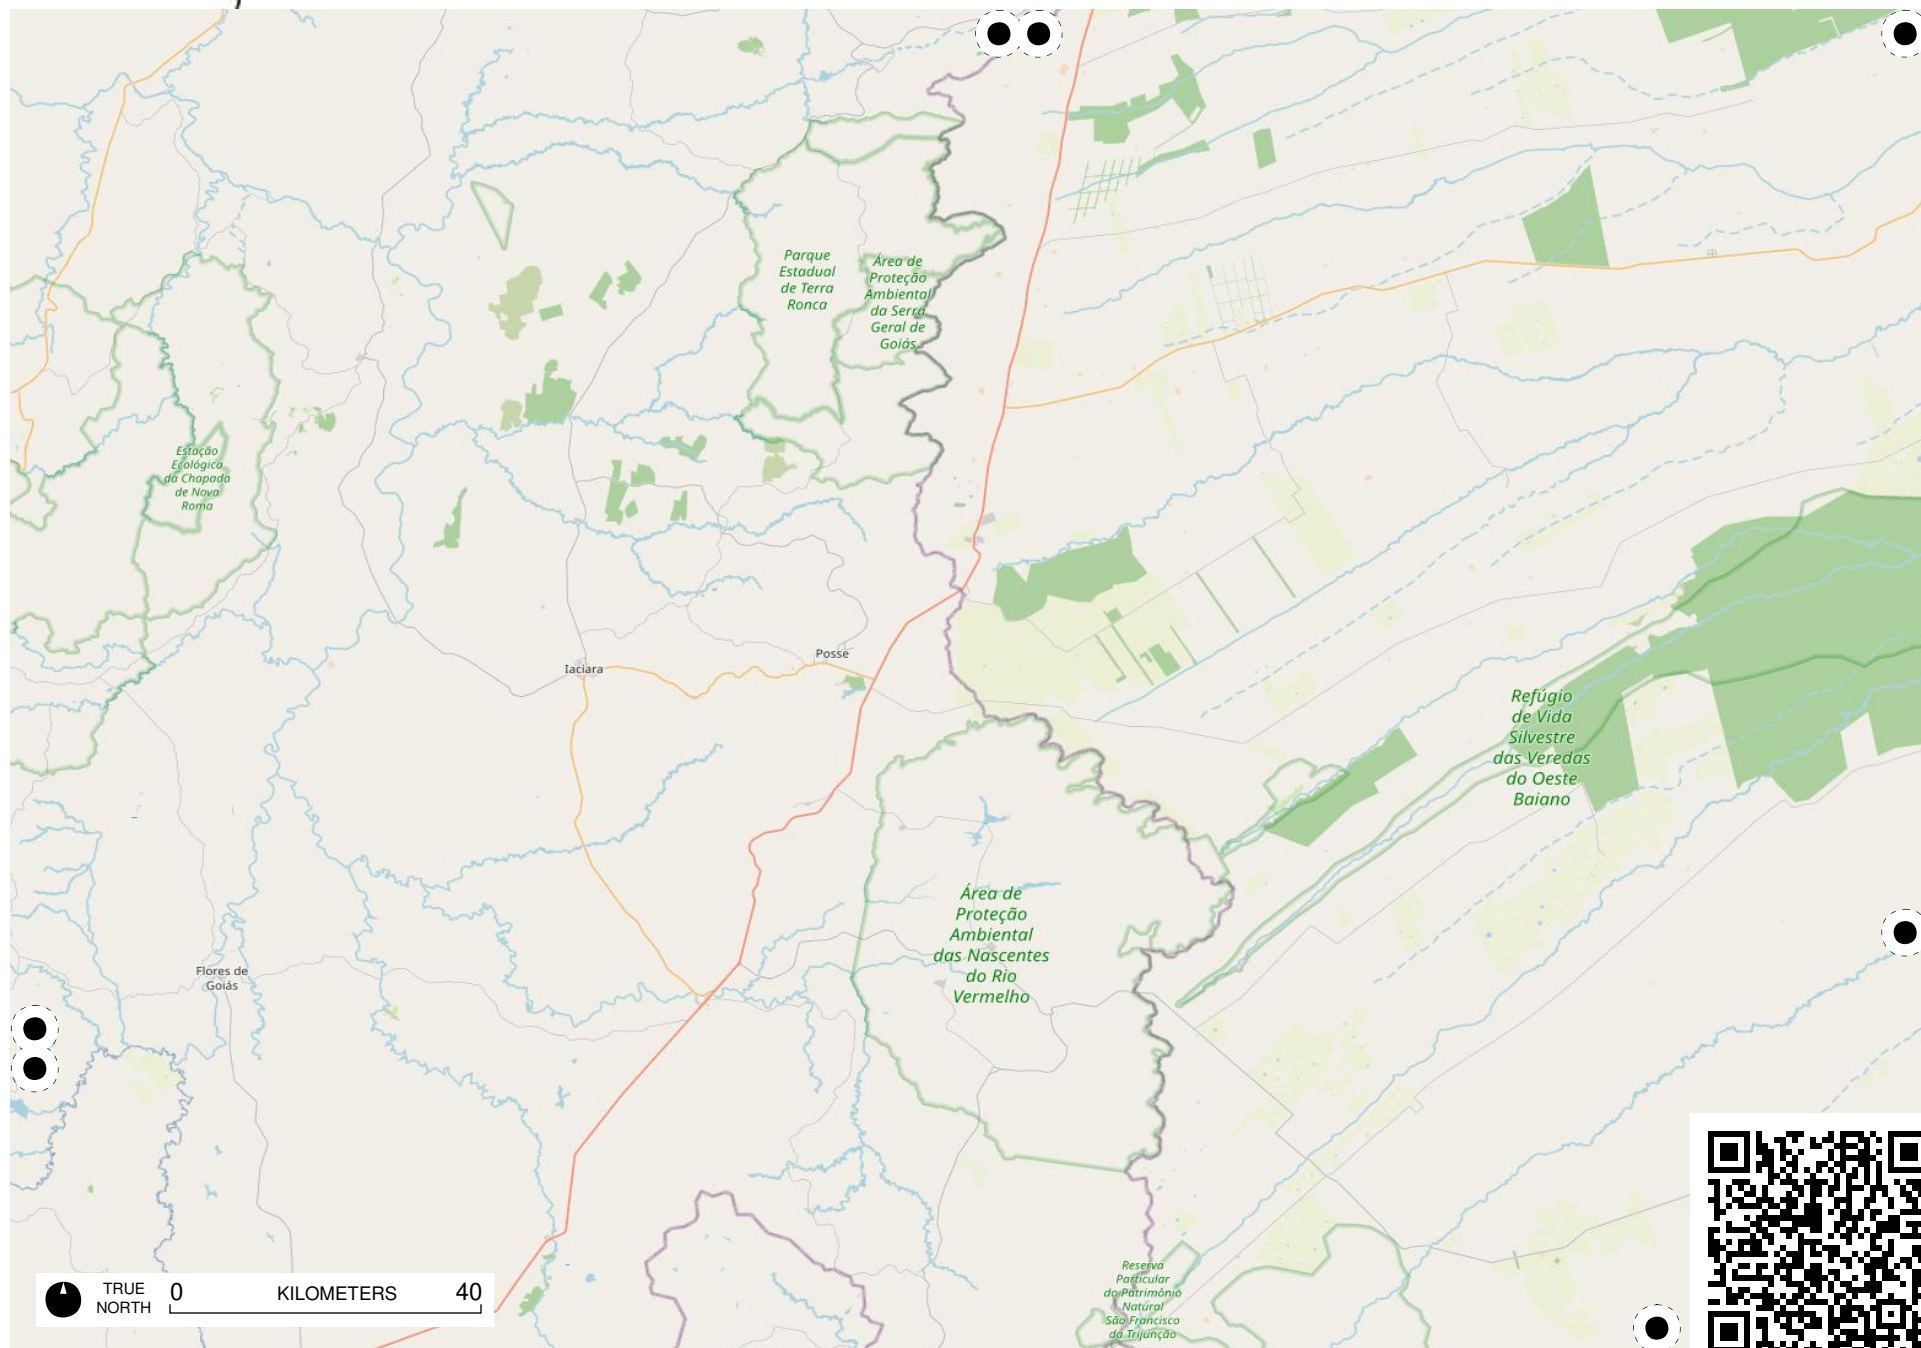 Parque
Estadual
de Terra
Ronca
Área de
Proteção
Ambiental
da Serra
Geral de
Goiás
Estação
Ecológica
da Chapada
de Nova
Roma
Posse
Iaciara
Refúgio
de Vida
Silvestre
das Veredas
do Oeste
Baiano
Área de
Proteção
Ambiental
das Nascentes
do Rio
Vermelho
Flores de
Goiás
Reserva
Particular
do Patrimônio
Natural
São Francisco
da Trijunção
TRUE
NORTH
0 KILOMETERS 40